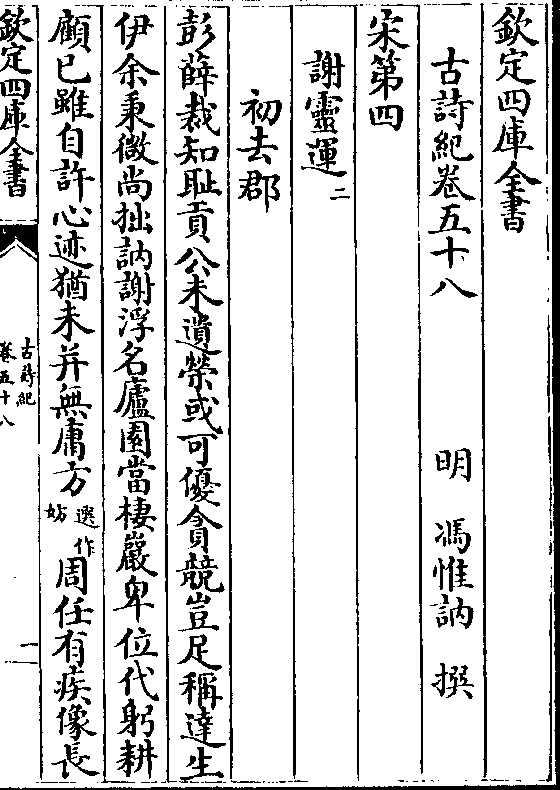 欽定四庫全書
古詩紀卷五十八　明　馮惟訥　撰
宋第四
謝靈運二
初去郡
彭薛裁知耻貢公未遺榮或可優貪競豈足稱達生
伊余秉微尚拙訥謝浮名廬園當棲巖卑位代躬耕
顧已雖自許心迹猶未并無庸方選作妨周任有疾像長
欽定四庫全書
古詩紀
卷五十八
一